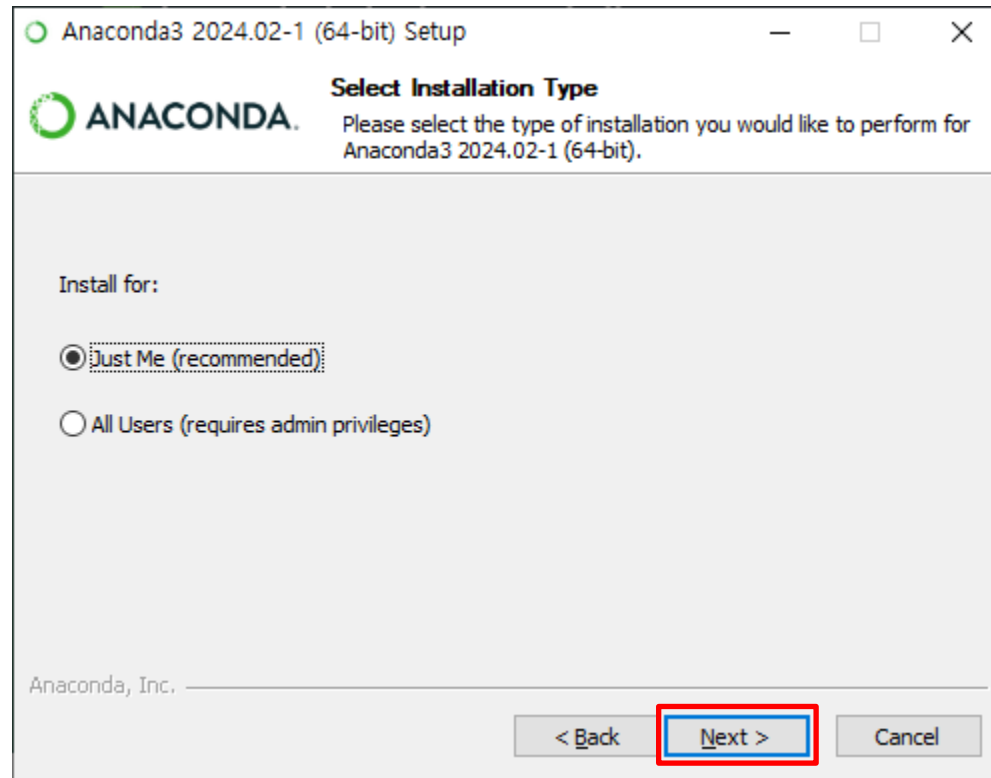 Anaconda3 2024.02-1 (64-bit) Setup
ANACONDA.
Select Installation Type
Please select the type of installation you would like to perform for
Anaconda3 2024.02-1 (64-bit).
Install for:
Just Me (recommended)
All Users (requires admin privileges)
Anaconda, Inc.
< Back Next > Cancel